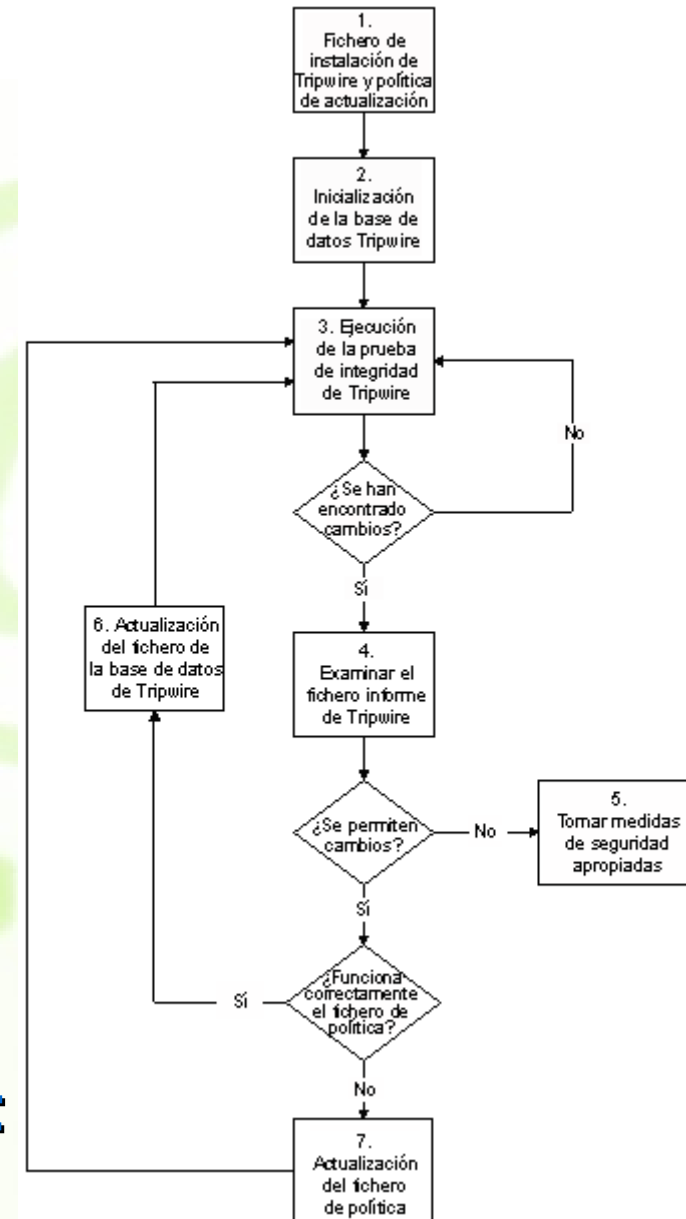 1.
Fichero de
instalación de
Tripwire y política
de actualización
2.
Inicialización
de la base de
datos Tripwire
3. Ejecución
de la prueba
de integridad
de Tripwire
No
¿Se han
encontrado
cambios?
Sí
6. Actualización
del fichero de
la base de datos
de Tripwire
4.
Examinar el
fichero informe
de Tripwire
¿Se permiten
cambios?
No
5.
Tomar medidas
de seguridad
apropiadas
Sí
¿Funciona
correctamente
el fichero de
política?
Sí
No
7.
Actualización
del fichero
de política